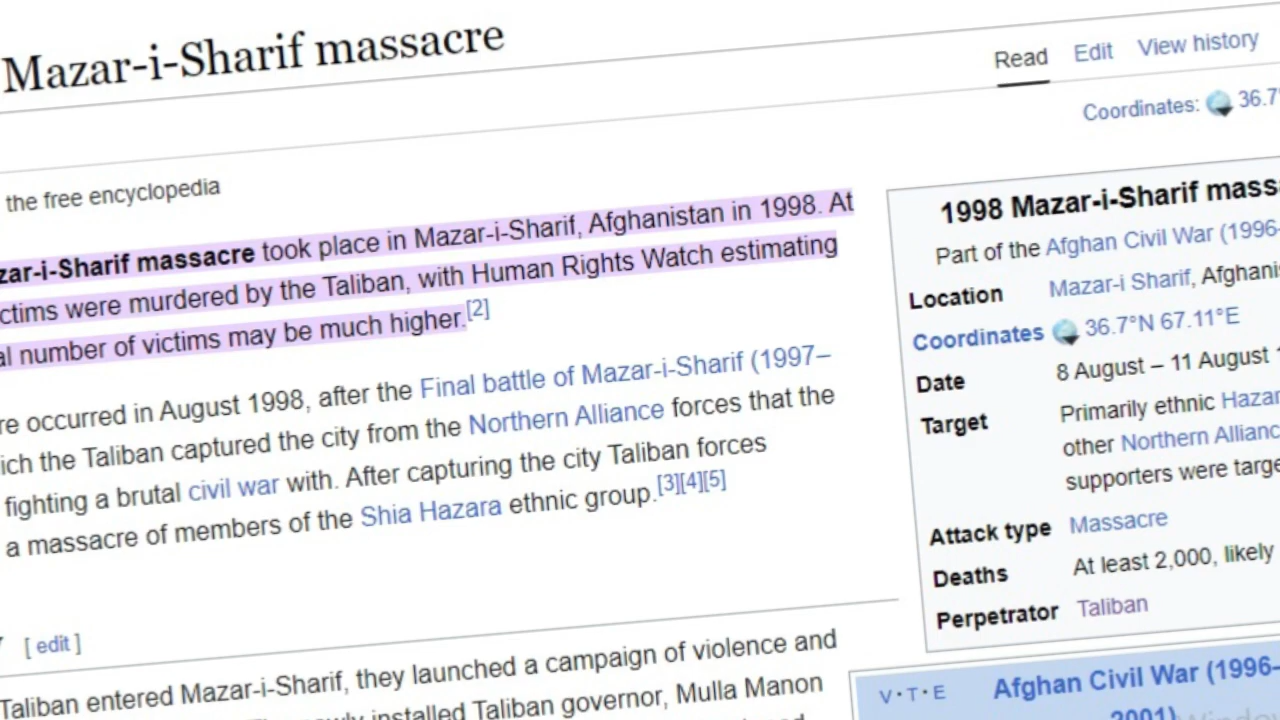 Mazar-i-Sharif massacre
Read Edit View history
Coordinates: 36.7°
the free encyclopedia
zar-i-Sharif massacre took place in Mazar-i-Sharif, Afghanistan in 1998. At
ctims were murdered by the Taliban, with Human Rights Watch estimating
al number of victims may be much higher.[2]
re occurred in August 1998, after the Final battle of Mazar-i-Sharif (1997–
ich the Taliban captured the city from the Northern Alliance forces that the
fighting a brutal civil war with. After capturing the city Taliban forces
a massacre of members of the Shia Hazara ethnic group.[3][4][5]
[ edit ]
Taliban entered Mazar-i-Sharif, they launched a campaign of violence and
newly installed Taliban governor, Mulla Manon
1998 Mazar-i-Sharif mass
Part of the Afghan Civil War (1996-
Location Mazar-i Sharif, Afghanis
Coordinates 36.7°N 67.11°E
Date 8 August – 11 August 1
Target Primarily ethnic Hazar
other Northern Alliance
supporters were targe
Attack type Massacre
Deaths At least 2,000, likely
Perpetrator Taliban
V · T · E Afghan Civil War (1996–
2001)